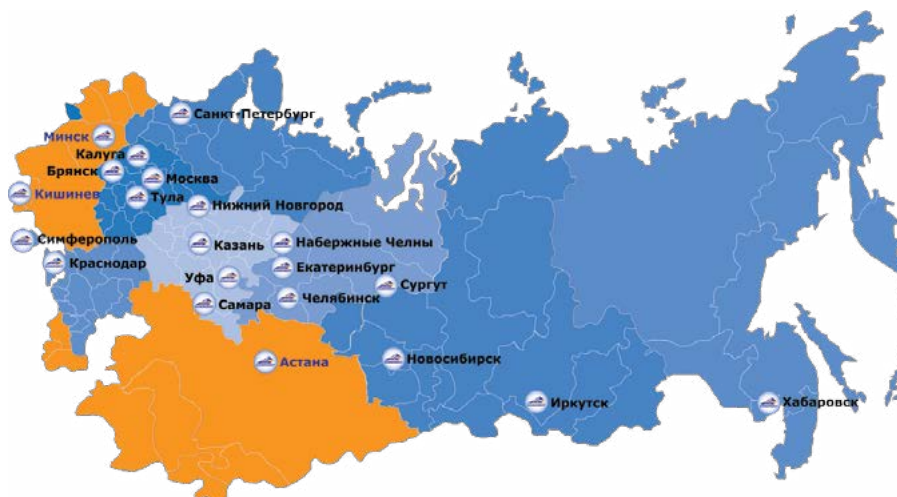 Санкт-Петербург
Минск
Калуга
Брянск
Москва
Кишинев
Тула
Нижний Новгород
Симферополь
Казань
Набержные Челны
Краснодар
Екатеринбург
Уфа
Сургут
Самара
Челябинск
Астана
Новосибирск
Иркутск
Хабаровск